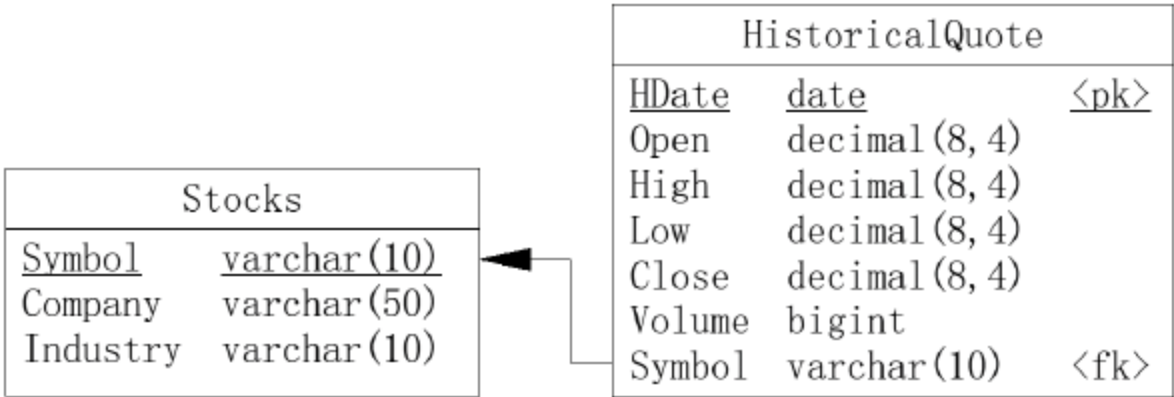 Stocks
Symbol varchar(10)
Company varchar(50)
Industry varchar(10)
HistoricalQuote
HDate date <pk>
Open decimal(8,4)
High decimal(8,4)
Low decimal(8,4)
Close decimal(8,4)
Volume bigint
Symbol varchar(10) <fk>